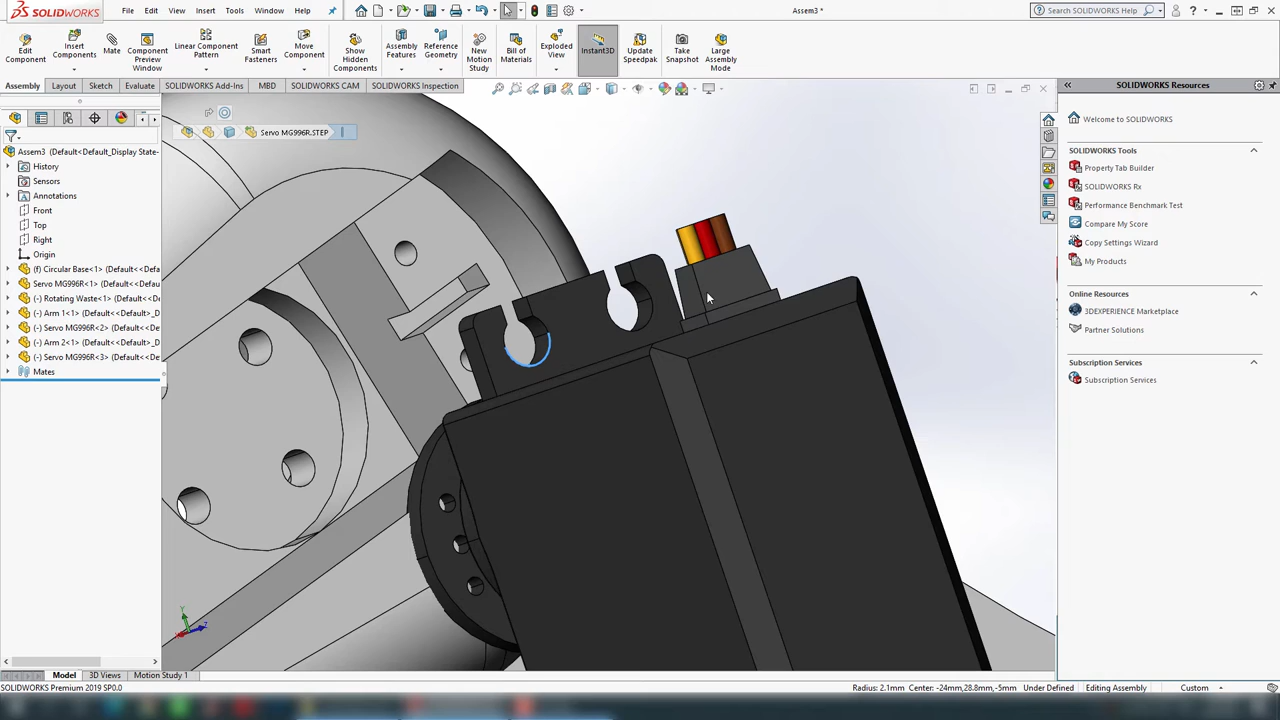 SOLIDWORKS File Edit View Insert Tools Window Help Assem3 * Search SOLIDWORKS Help
Edit Component
Insert Components
Mate
Component Preview Window
Linear Component Pattern
Smart Fasteners
Move Component
Show Hidden Components
Assembly Features
Reference Geometry
New Motion Study
Bill of Materials
Exploded View
Instant3D
Update Speedpak
Take Snapshot
Large Assembly Mode
Assembly Layout Sketch Evaluate SOLIDWORKS Add-Ins MBD SOLIDWORKS CAM SOLIDWORKS Inspection
Servo MG996R.STEP
Assem3 (Default<Default_Display State-
History
Sensors
Annotations
Front
Top
Right
Origin
(f) Circular Base<1> (Default<Defau
Servo MG996R<1> (Default<<Defau
(-) Rotating Waste<1> (Default<<D
(-) Arm 1<1> (Default<<Default>_D
(-) Servo MG996R<2> (Default<<De
(-) Arm 2<1> (Default<<Default>_D
(-) Servo MG996R<3> (Default<<De
Mates
SOLIDWORKS Resources
Welcome to SOLIDWORKS
SOLIDWORKS Tools
Property Tab Builder
SOLIDWORKS Rx
Performance Benchmark Test
Compare My Score
Copy Settings Wizard
My Products
Online Resources
3DEXPERIENCE Marketplace
Partner Solutions
Subscription Services
Subscription Services
Y
X
Z
Model 3D Views Motion Study 1
SOLIDWORKS Premium 2019 SP0.0 Radius: 2.1mm Center: -24mm,28.8mm,-5mm Under Defined Editing Assembly Custom